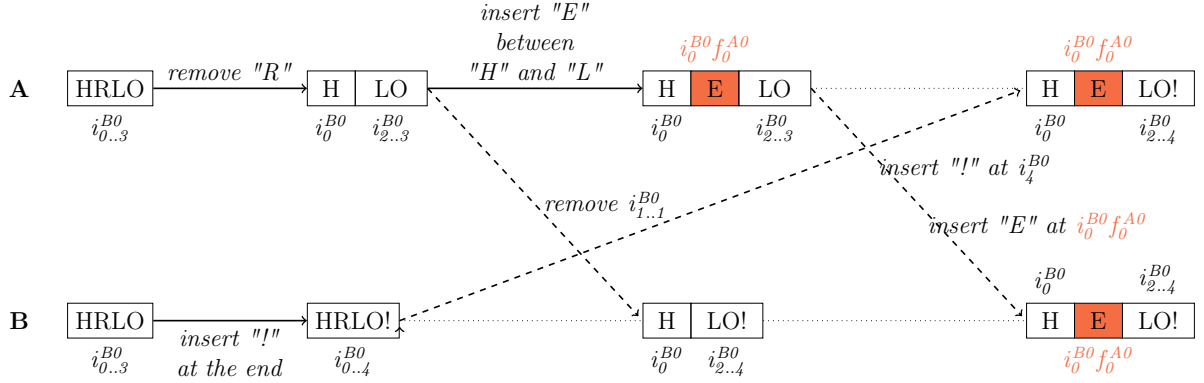 insert "E"
between
"H" and "L"
remove "R"
i_0^{B0} f_0^{A0}
i_0^{B0} f_0^{A0}
A
HRLO
H LO
H E LO
H E LO!
i_{0..3}^{B0}
i_0^{B0} i_{2..3}^{B0}
i_0^{B0} i_{2..3}^{B0}
i_0^{B0} i_{2..4}^{B0}
insert "!" at i_4^{B0}
remove i_{1..1}^{B0}
insert "E" at i_0^{B0} f_0^{A0}
i_0^{B0} i_{2..4}^{B0}
B
HRLO
HRLO!
H LO!
H E LO!
insert "!"
at the end
i_{0..3}^{B0}
i_{0..4}^{B0}
i_0^{B0} i_{2..4}^{B0}
i_0^{B0} f_0^{A0}